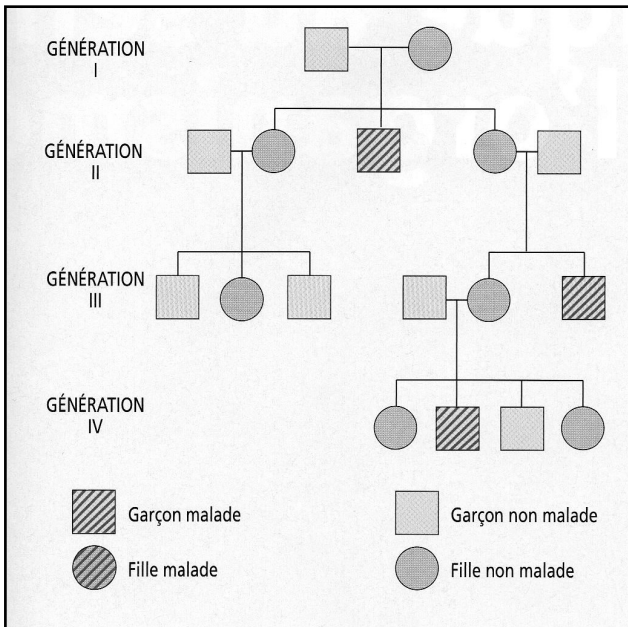 GÉNÉRATION
I
GÉNÉRATION
II
GÉNÉRATION
III
GÉNÉRATION
IV
Garçon malade
Garçon non malade
Fille malade
Fille non malade